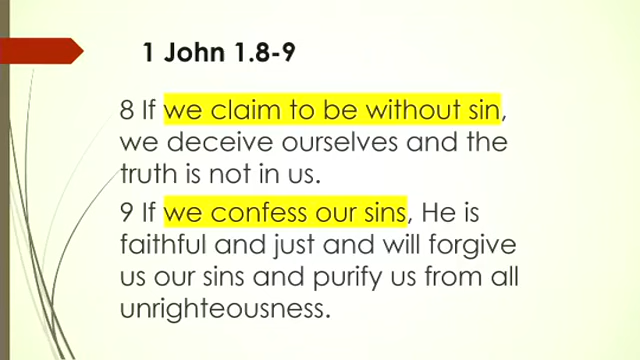 1 John 1.8-9
8 If we claim to be without sin,
we deceive ourselves and the
truth is not in us.
9 If we confess our sins, He is
faithful and just and will forgive
us our sins and purify us from all
unrighteousness.